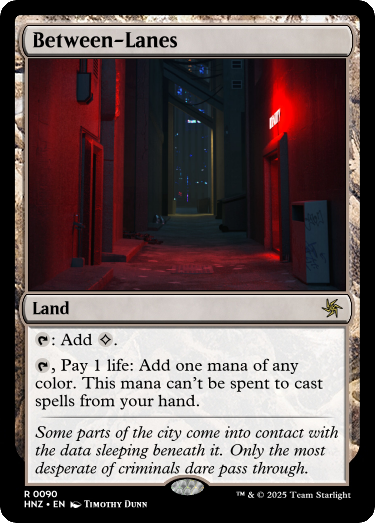 Between-Lanes
Land
: Add .
, Pay 1 life: Add one mana of any
color. This mana can't be spent to cast
spells from your hand.
Some parts of the city come into contact with
the data sleeping beneath it. Only the most
desperate of criminals dare pass through.
R 0090
HNZ • EN Timothy Dunn
™ & © 2025 Team Starlight